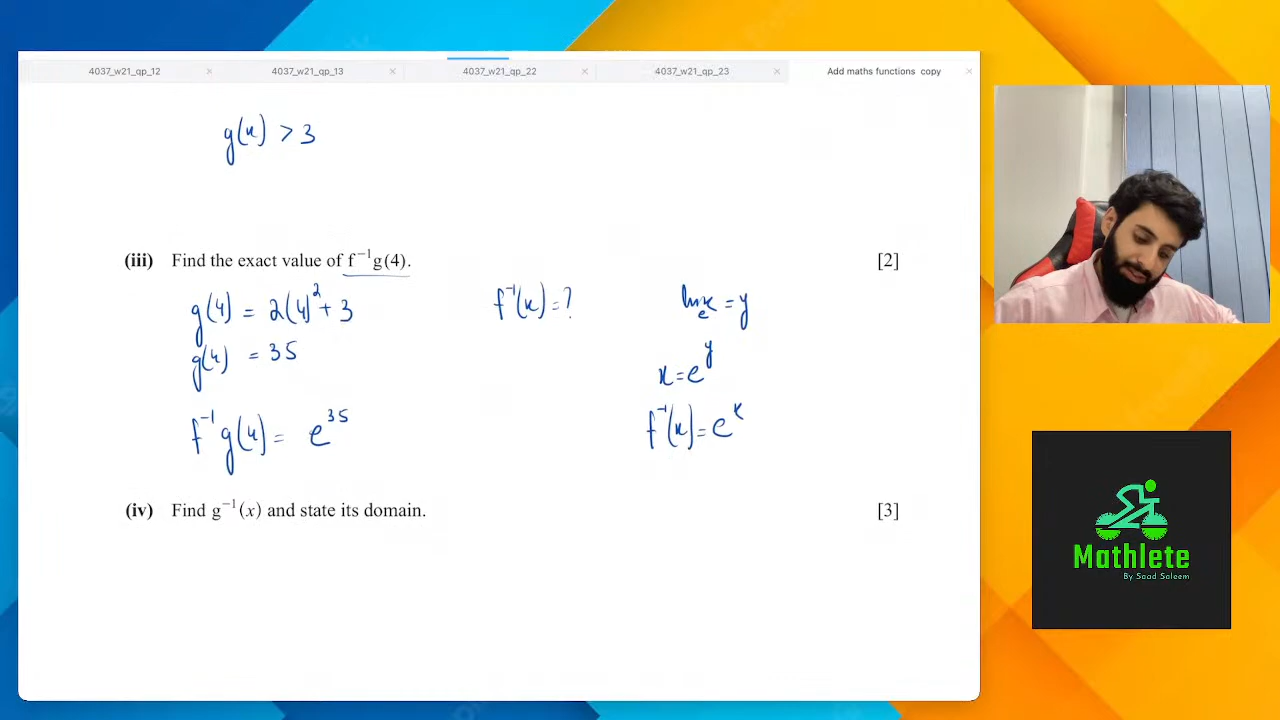 4037_w21_qp_12 × 4037_w21_qp_13 × 4037_w21_qp_22 × 4037_w21_qp_23 × Add maths functions copy ×
g(x) > 3
(iii) Find the exact value of f⁻¹g(4). [2]
g(4) = 2(4)² + 3
g(4) = 35
f⁻¹g(4) = e³⁵
f⁻¹(x) = ?
lnₑx = y
x = e^y
f⁻¹(x) = e^x
(iv) Find g⁻¹(x) and state its domain. [3]
Mathlete
By Saad Saleem